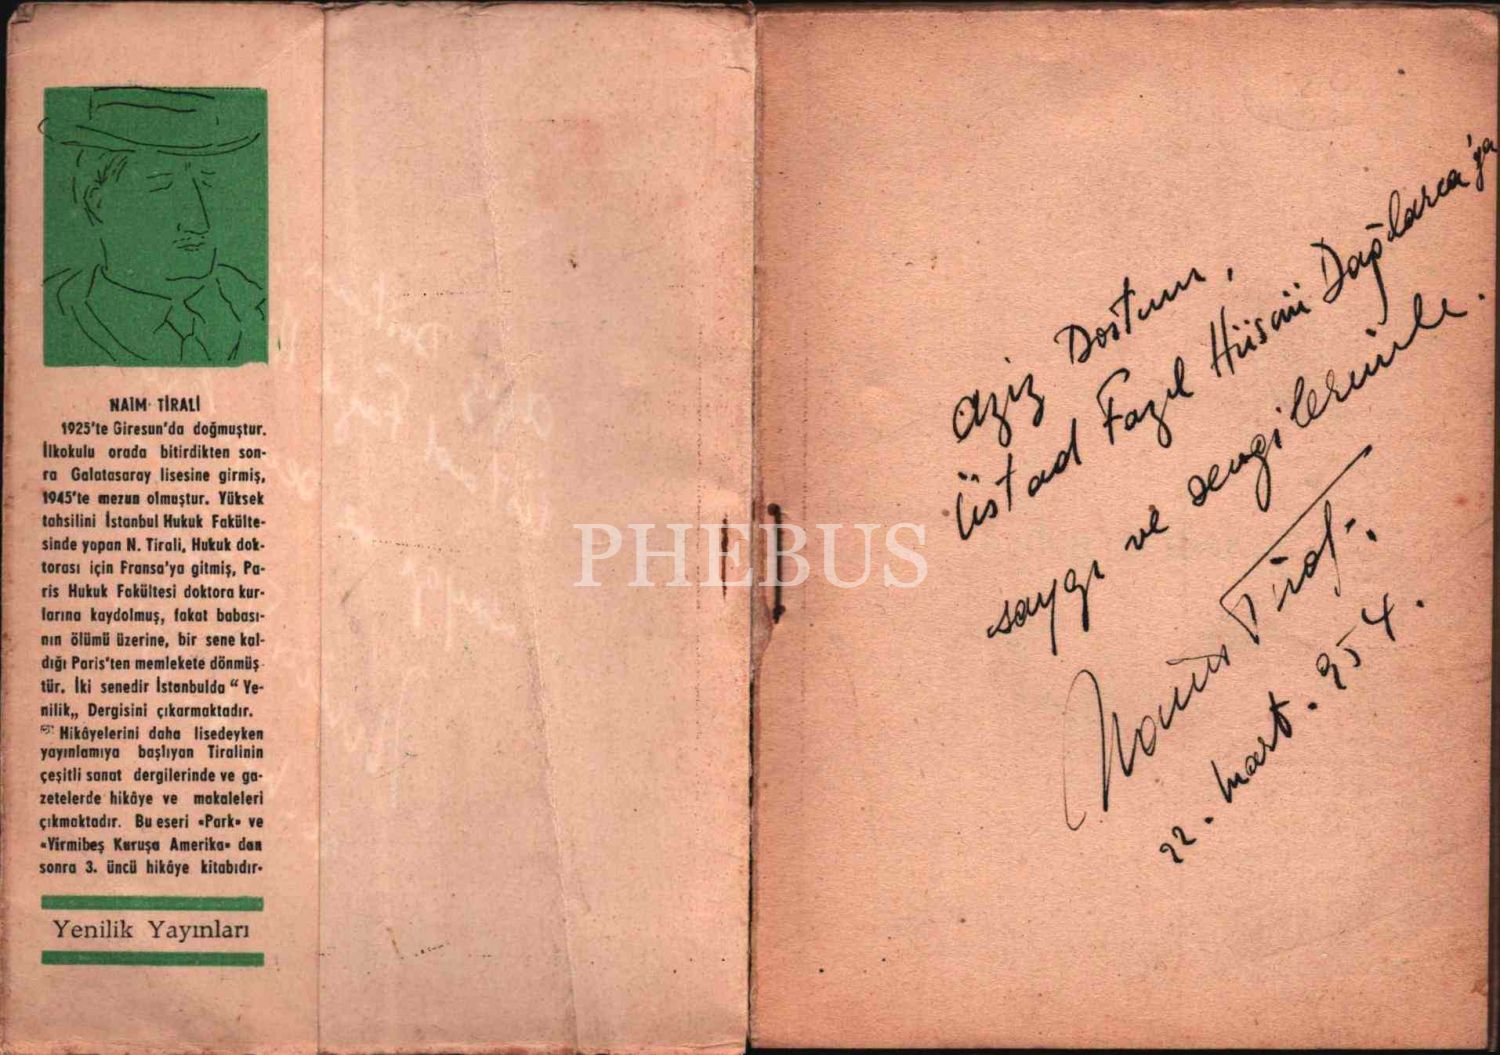 NAİM TİRALİ
1925'te Giresun'da doğmuştur.
İlkokulu orada bitirdikten son-
ra Galatasaray lisesine girmiş,
1945'te mezun olmuştur. Yüksek
tahsilini İstanbul Hukuk Fakülte-
sinde yopan N. Tirali, Hukuk dok-
torası için Fransa'ya gitmiş, Pa-
ris Hukuk Fakültesi doktora kur-
larına kaydolmuş, fakat babası-
nın ölümü üzerine, bir sene kal-
dığı Paris'ten memlekete dönmüş
tür. İki senedir İstanbulda "Ye-
nilik„ Dergisini çıkarmaktadır.
Hikâyelerini daha lisedeyken
yayınlamıya başlıyan Tiralinin
çeşitli sanat dergilerinde ve ga-
zetelerde hikâye ve makaleleri
çıkmaktadır. Bu eseri «Park» ve
«Yirmibeş Kuruşa Amerika» dan
sonra 3. üncü hikâye kitabıdır.
Yenilik Yayınları
Aziz Dostum,
Üstad Fazıl Hüsnü Dağlarca'ya
saygı ve sevgilerimle.
Naim Tirali
22. Mart. 954.
PHEBUS